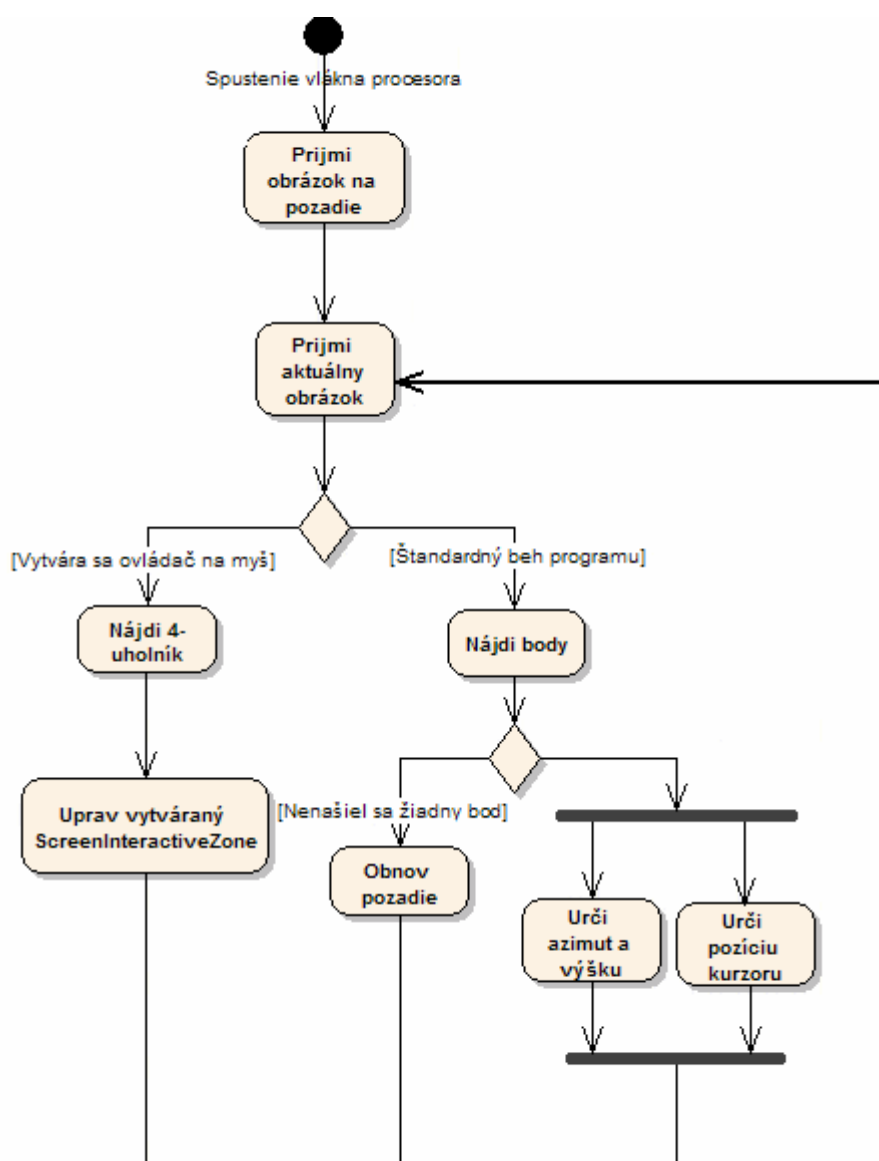 Spustenie vlákna procesora
Prijmi
obrázok na
pozadie
Prijmi
aktuálny
obrázok
[Vytvára sa ovládač na myš]
[Štandardný beh programu]
Nájdi 4-
uholník
Nájdi body
Uprav vytváraný
ScreenInteractiveZone
[Nenašiel sa žiadny bod]
Obnov
pozadie
Urči
azimut a
výšku
Urči
pozíciu
kurzoru